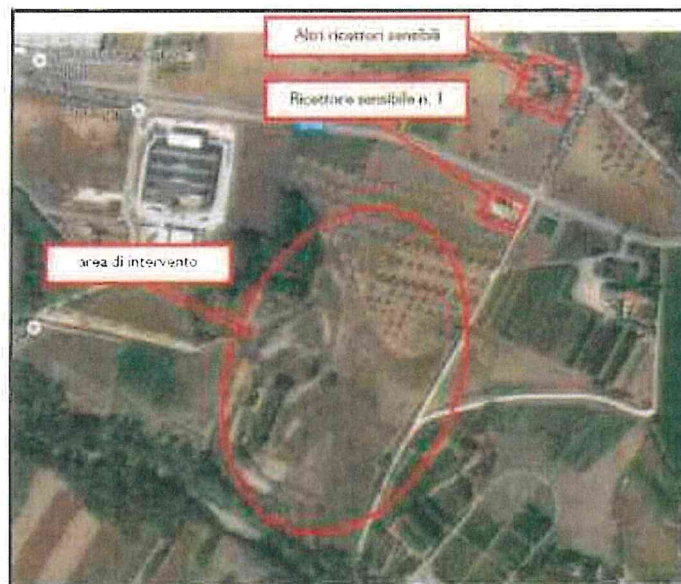 Altri ricettori sensibili
Ricettore sensibile n. 1
area di intervento